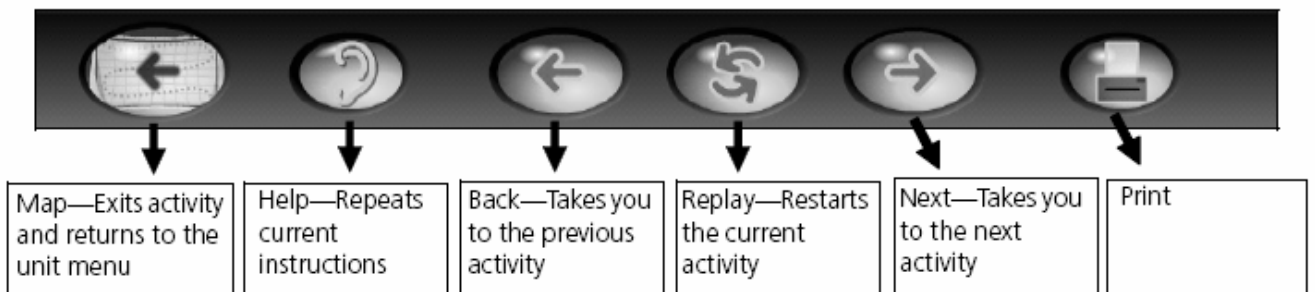 Map—Exits activity
and returns to the
unit menu
Help—Repeats
current
instructions
Back—Takes you
to the previous
activity
Replay—Restarts
the current
activity
Next—Takes you
to the next
activity
Print